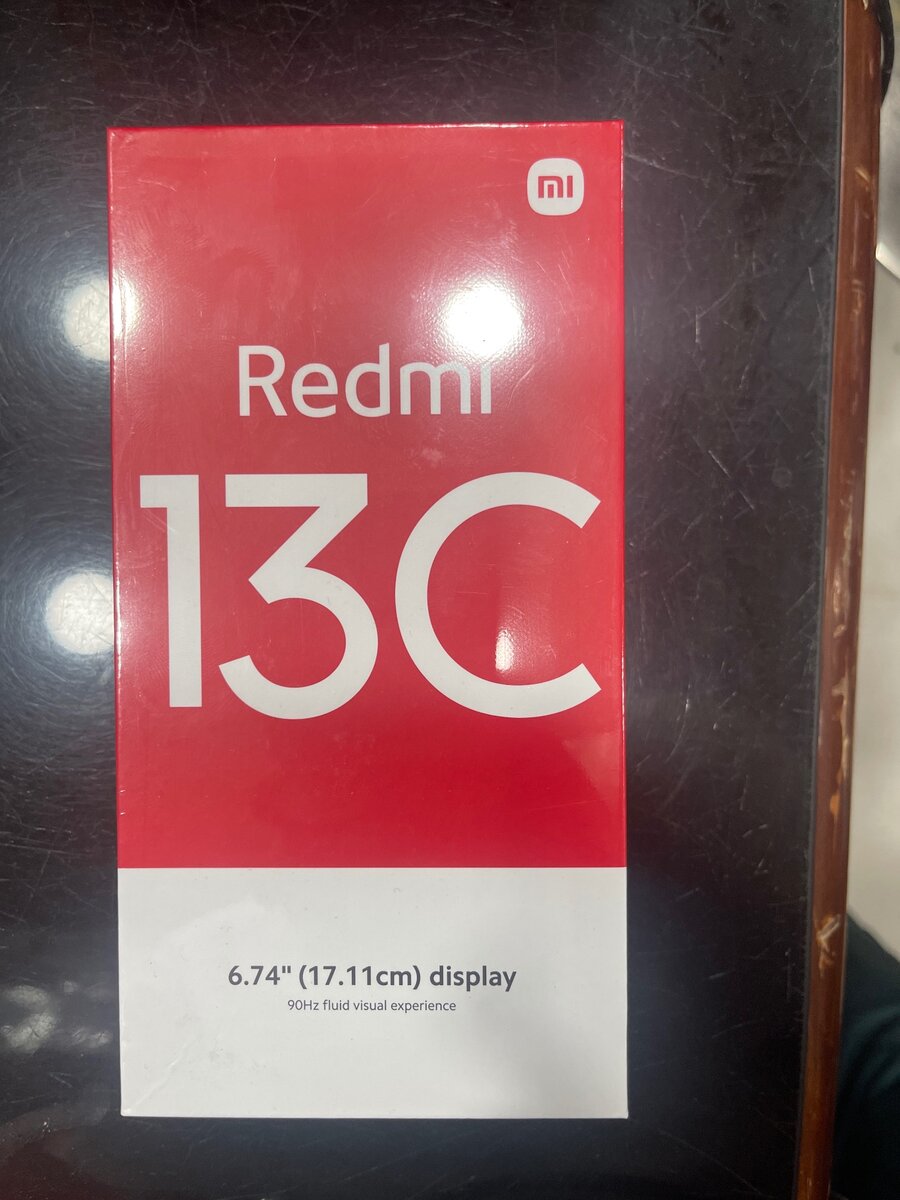 mi
Redmi
13C
6.74" (17.11cm) display
90Hz fluid visual experience